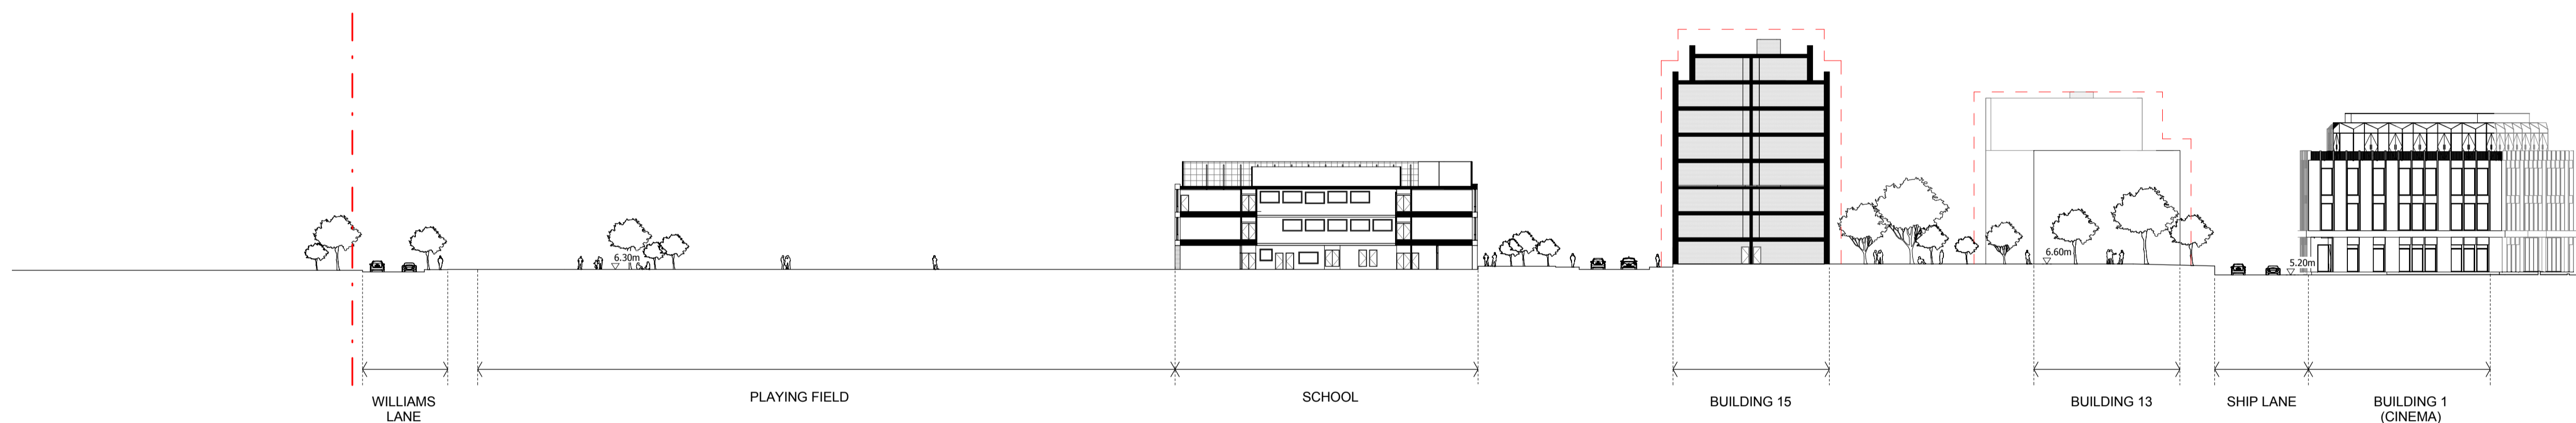 6.30m
6.60m
5.20m
WILLIAMS
LANE
PLAYING FIELD
SCHOOL
BUILDING 15
BUILDING 13
SHIP LANE
BUILDING 1
(CINEMA)